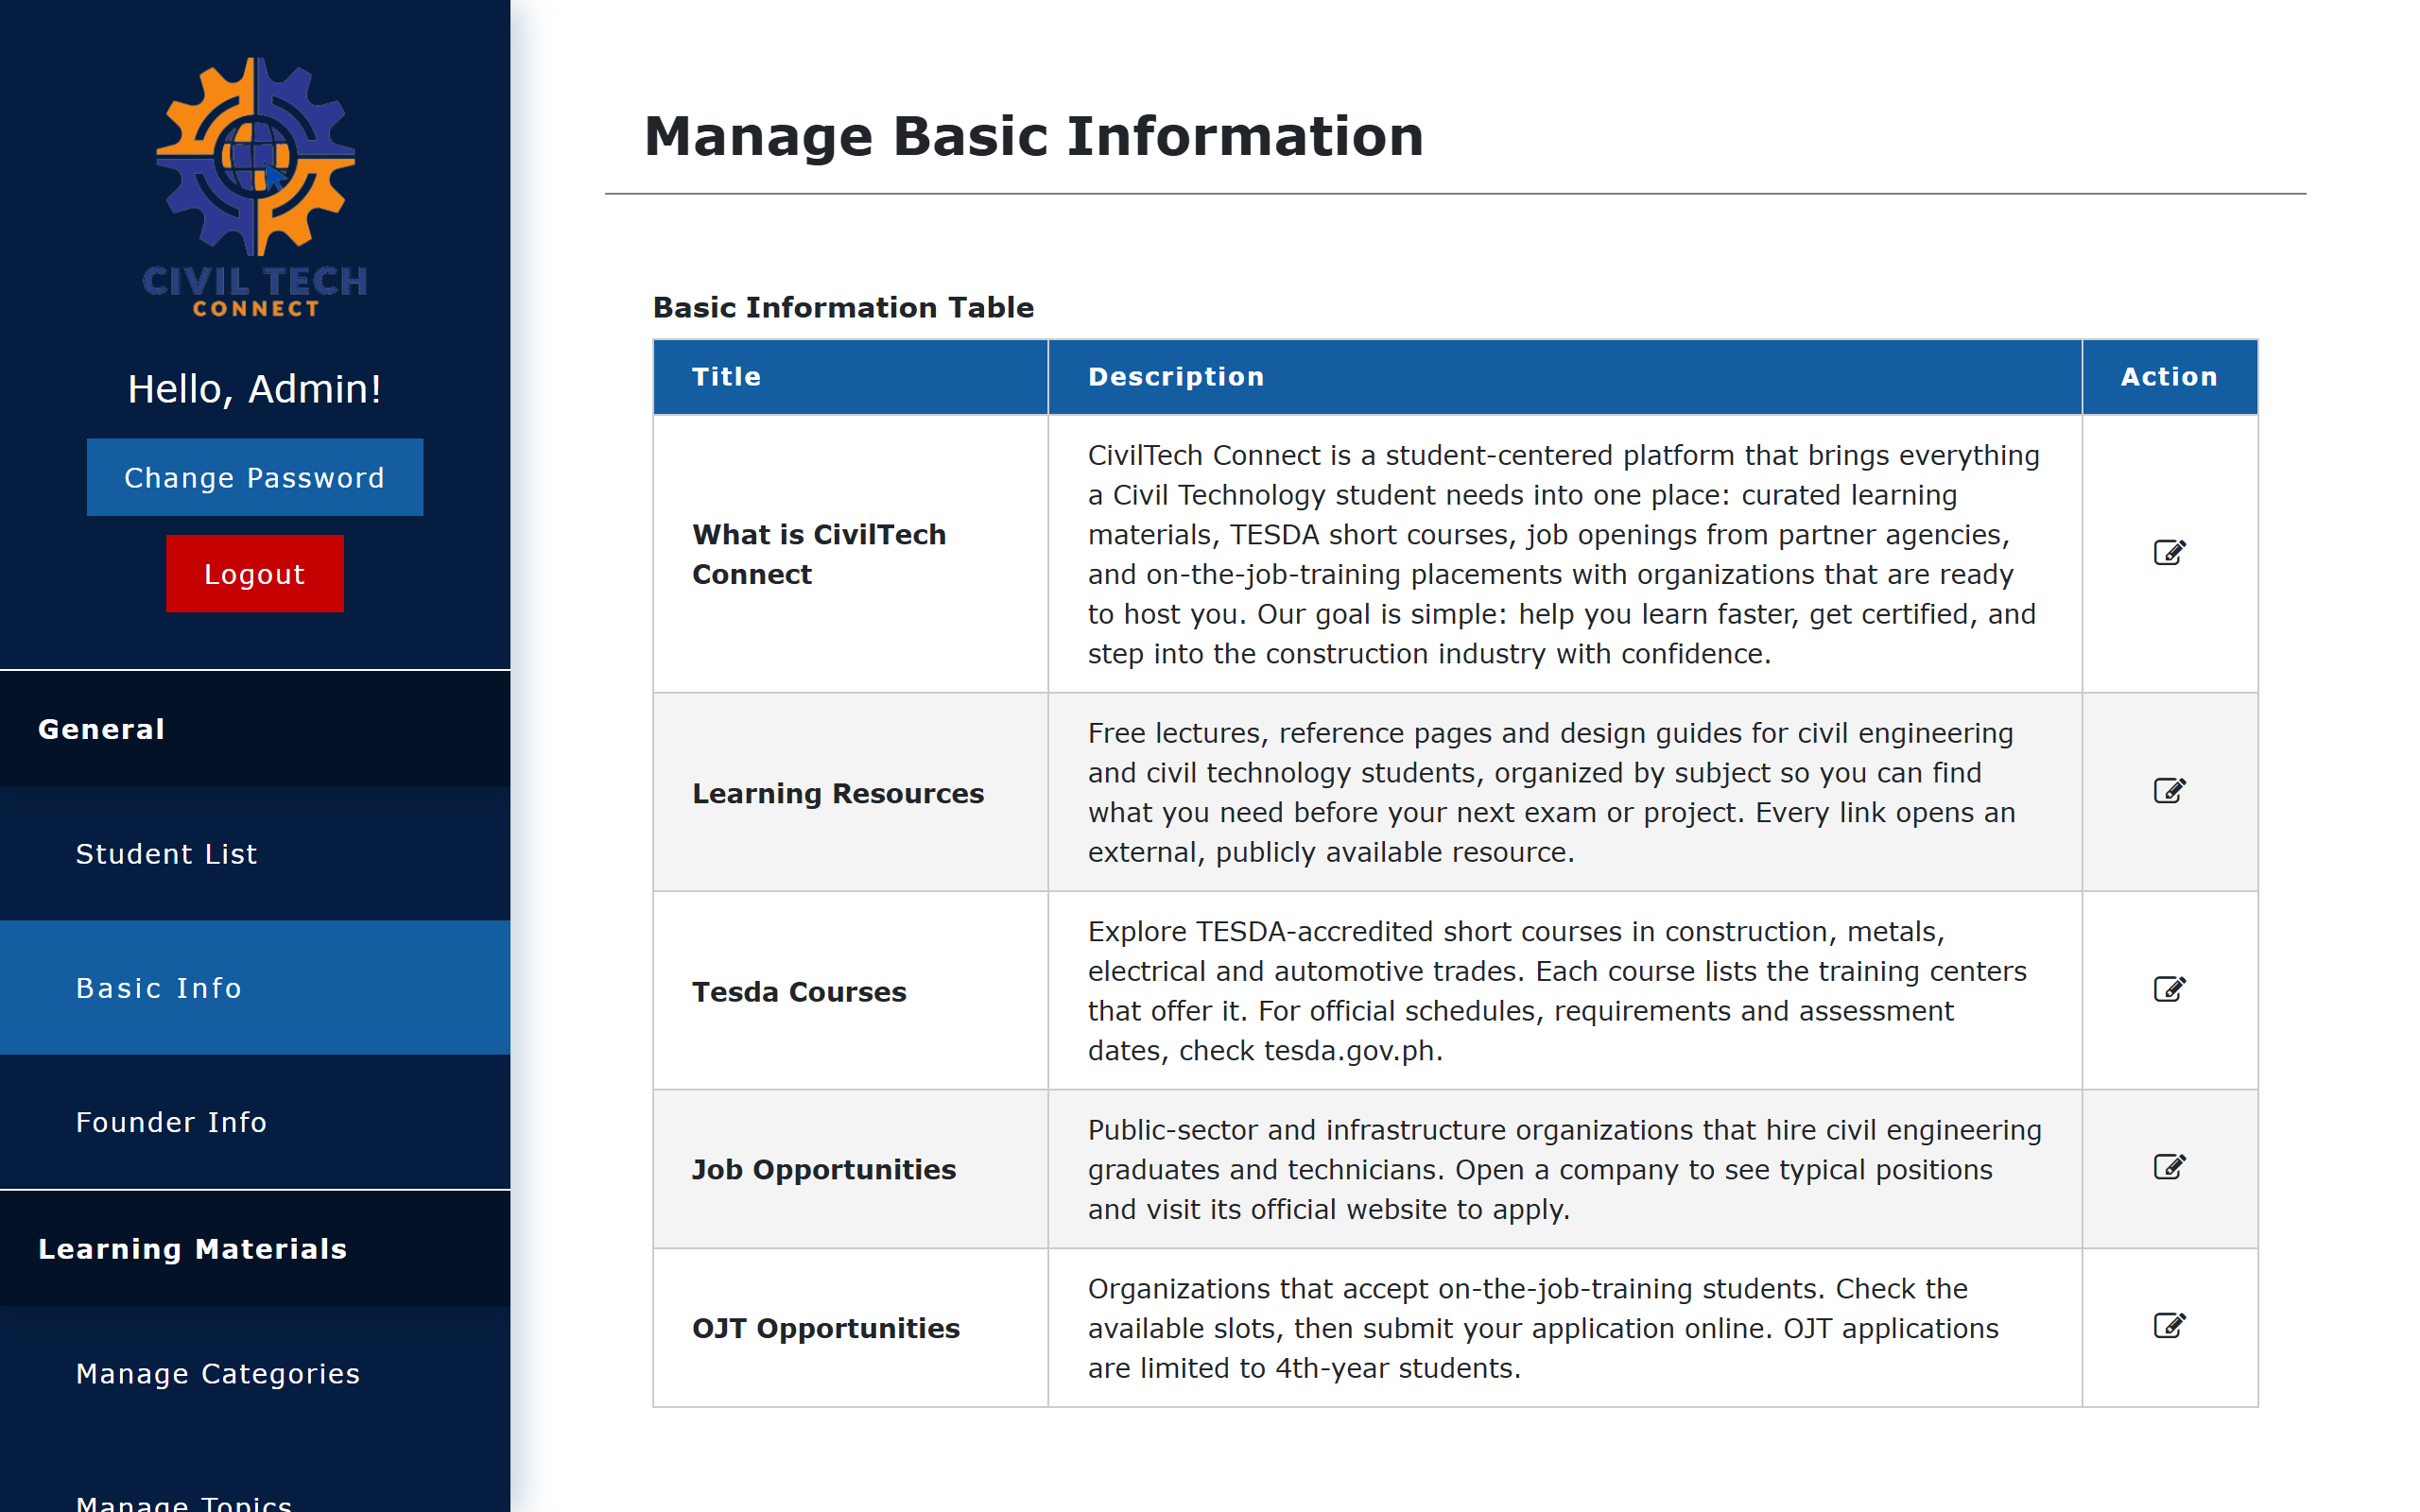 CIVIL TECH
CONNECT
Hello, Admin!
Change Password
Logout
General
Student List
Basic Info
Founder Info
Learning Materials
Manage Categories
Manage Topics
Manage Basic Information
Basic Information Table
Title
Description
Action
What is CivilTech
Connect
CivilTech Connect is a student-centered platform that brings everything
a Civil Technology student needs into one place: curated learning
materials, TESDA short courses, job openings from partner agencies,
and on-the-job-training placements with organizations that are ready
to host you. Our goal is simple: help you learn faster, get certified, and
step into the construction industry with confidence.
Learning Resources
Free lectures, reference pages and design guides for civil engineering
and civil technology students, organized by subject so you can find
what you need before your next exam or project. Every link opens an
external, publicly available resource.
Tesda Courses
Explore TESDA-accredited short courses in construction, metals,
electrical and automotive trades. Each course lists the training centers
that offer it. For official schedules, requirements and assessment
dates, check tesda.gov.ph.
Job Opportunities
Public-sector and infrastructure organizations that hire civil engineering
graduates and technicians. Open a company to see typical positions
and visit its official website to apply.
OJT Opportunities
Organizations that accept on-the-job-training students. Check the
available slots, then submit your application online. OJT applications
are limited to 4th-year students.